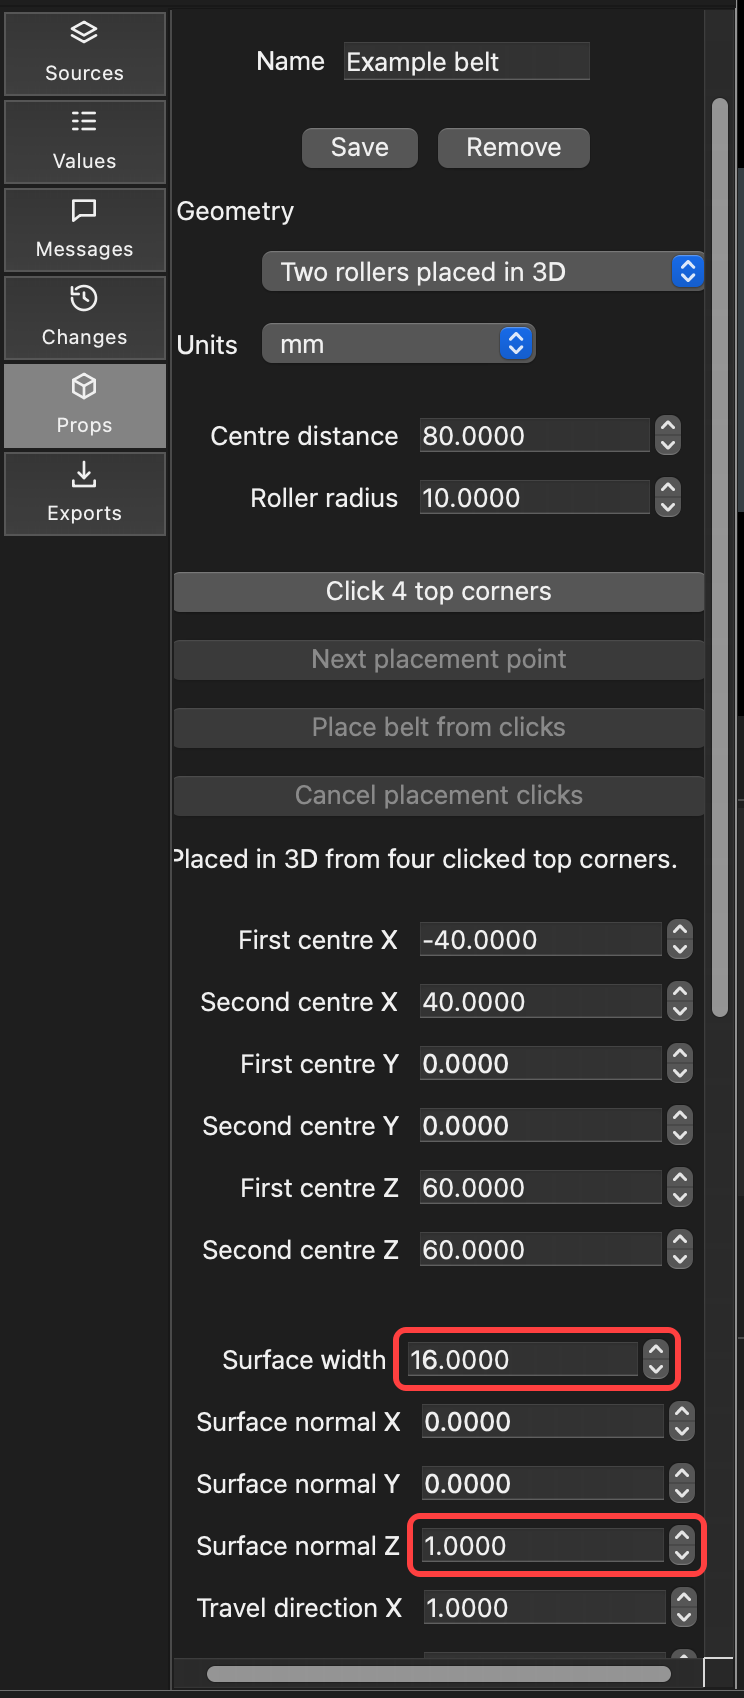 Sources
Values
Messages
Changes
Props
Exports
Name Example belt
Save Remove
Geometry
Two rollers placed in 3D
Units mm
Centre distance 80.0000
Roller radius 10.0000
Click 4 top corners
Next placement point
Place belt from clicks
Cancel placement clicks
Placed in 3D from four clicked top corners.
First centre X -40.0000
Second centre X 40.0000
First centre Y 0.0000
Second centre Y 0.0000
First centre Z 60.0000
Second centre Z 60.0000
Surface width 16.0000
Surface normal X 0.0000
Surface normal Y 0.0000
Surface normal Z 1.0000
Travel direction X 1.0000